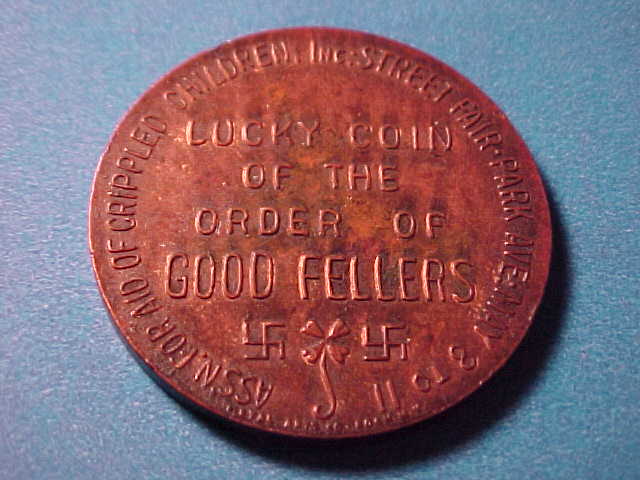 ASS'N. FOR AID OF CRIPPLED CHILDREN, INC. STREET FAIR · PARK AVE. MAY 3 TO 11
LUCKY COIN
OF THE
ORDER OF
GOOD FELLERS